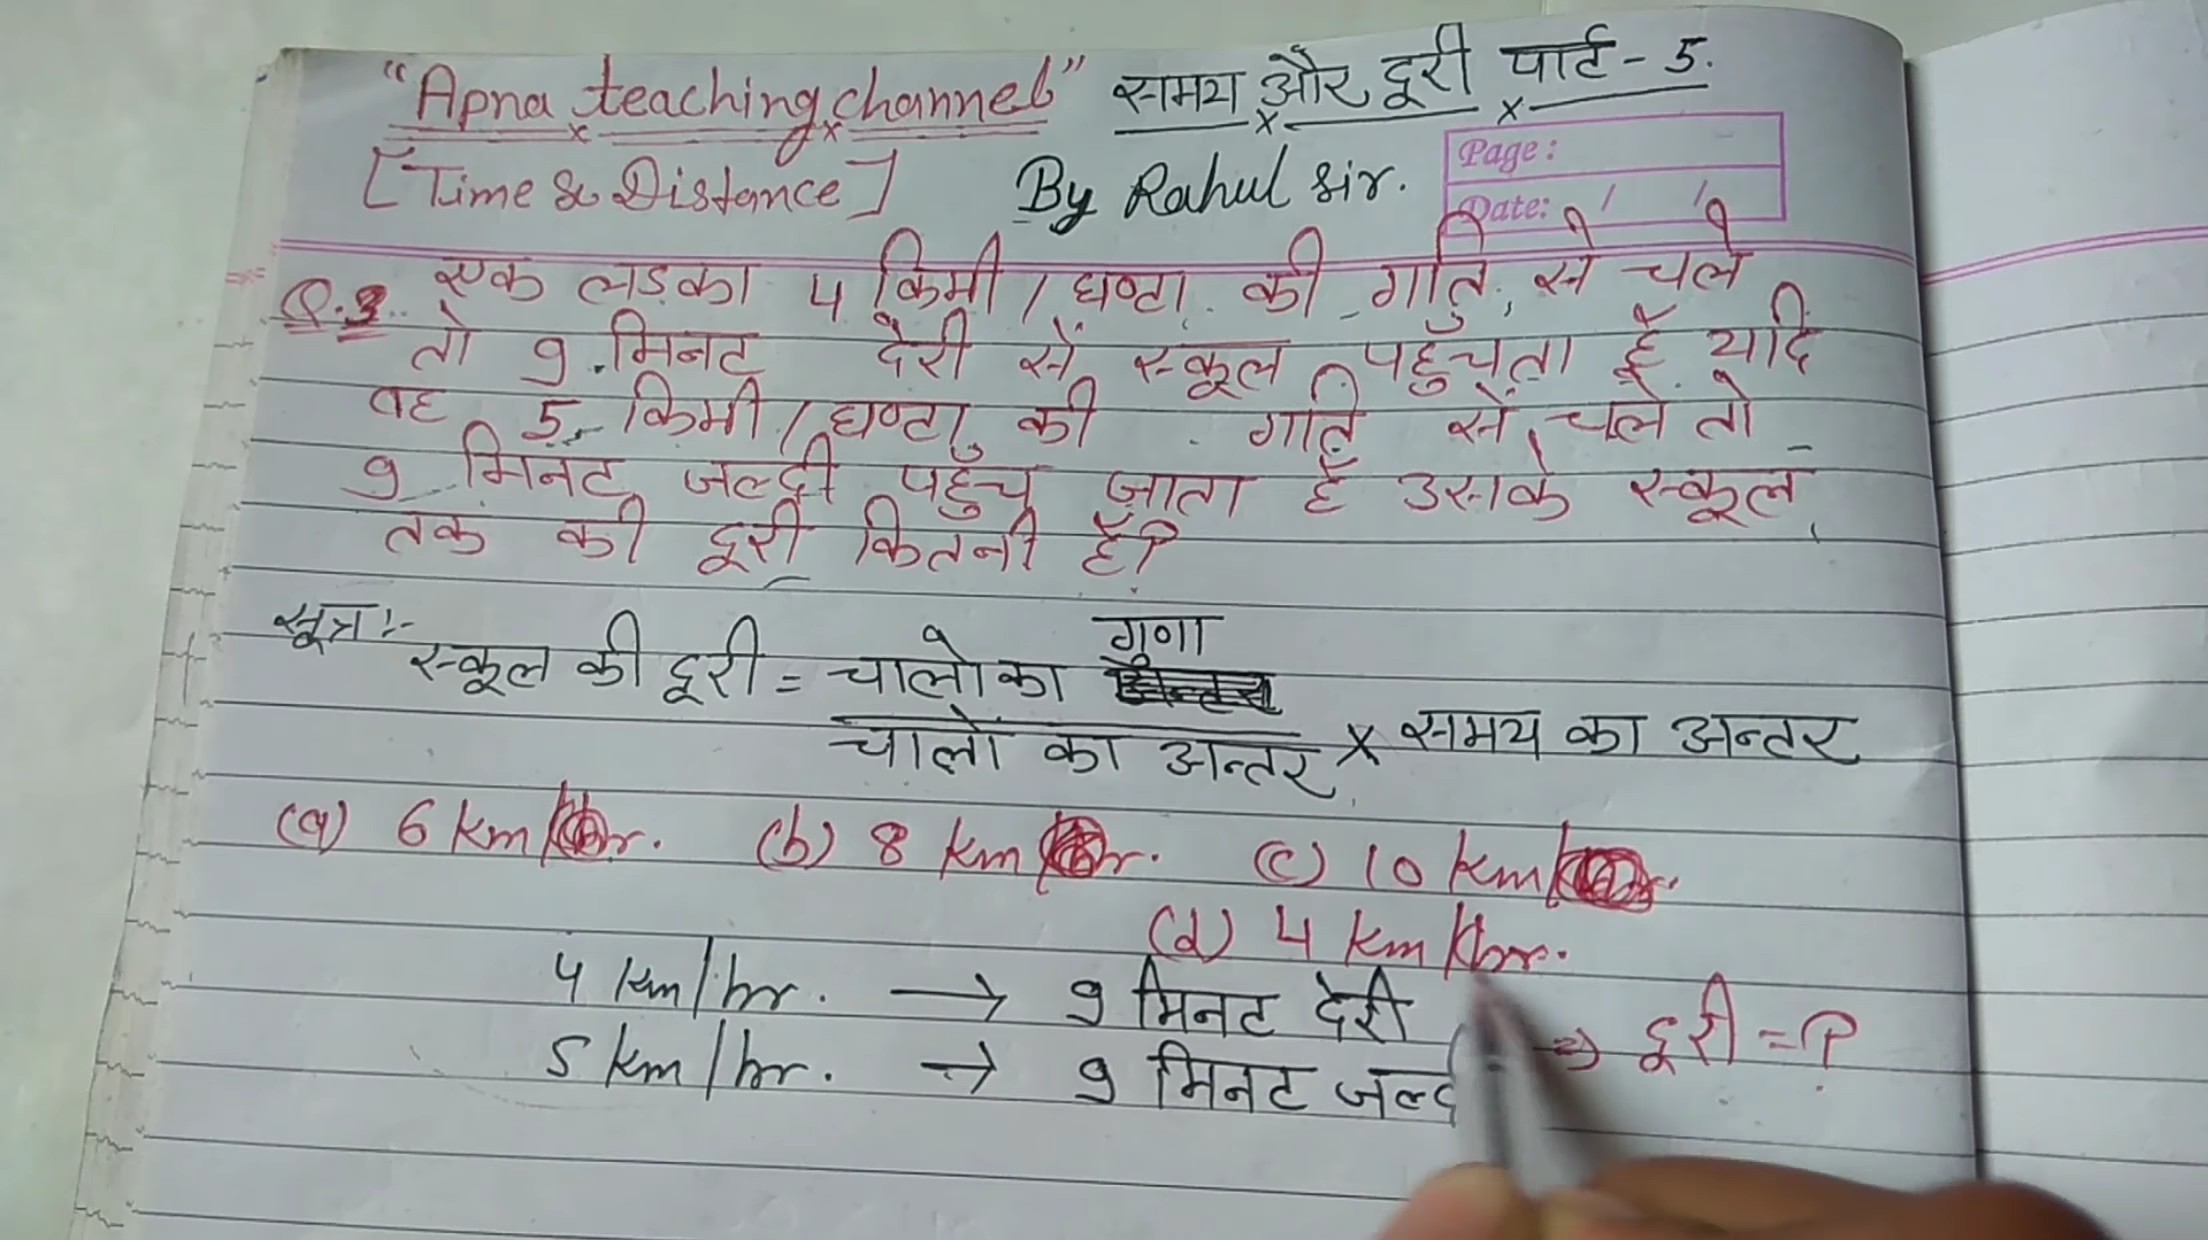 "Apna teaching channel" समय और दूरी पार्ट-5.
[Time & Distance] By Rahul sir.
Page:
Date: / /
Q.3. एक लड़का 4 किमी/घण्टा की गति से चले
तो 9 मिनट देरी से स्कूल पहुँचता है यदि
वह 5 किमी/घण्टा की गति से चले तो
9 मिनट जल्दी पहुँच जाता है उसके स्कूल
तक की दूरी कितनी है?
सूत्र:- गुणा
स्कूल की दूरी = चालो का
चालों का अन्तर × समय का अन्तर
(a) 6 km (b) 8 km (c) 10 km
(d) 4 km/hr.
4 km/hr. → 9 मिनट देरी
5 km/hr. → 9 मिनट जल्द ⇒ दूरी = ?